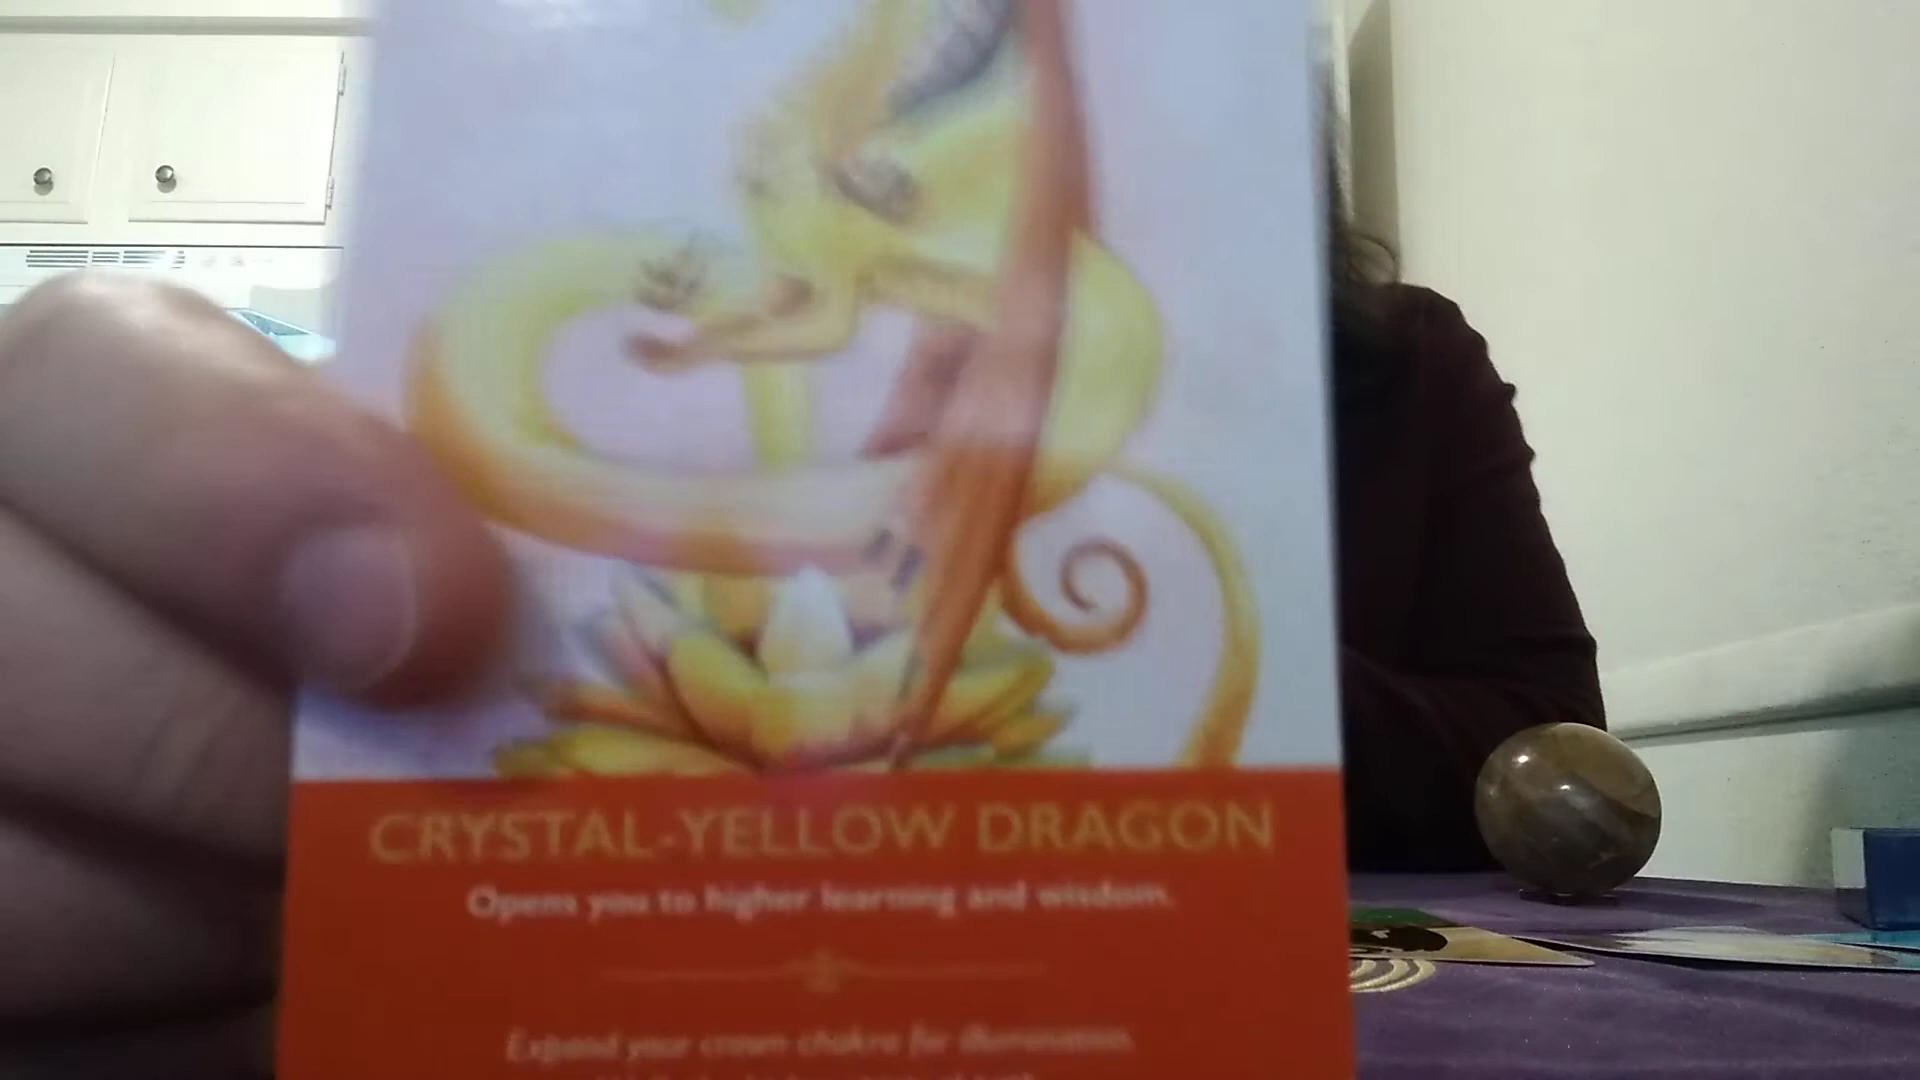 CRYSTAL-YELLOW DRAGON
Opens you to higher learning and wisdom.
Expand your crown chakra for illumination.